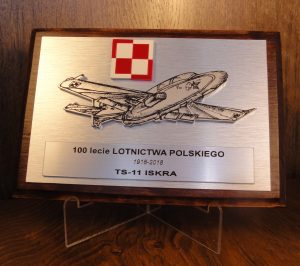 100 lecie LOTNICTWA POLSKIEGO
1918-2018
TS-11 ISKRA